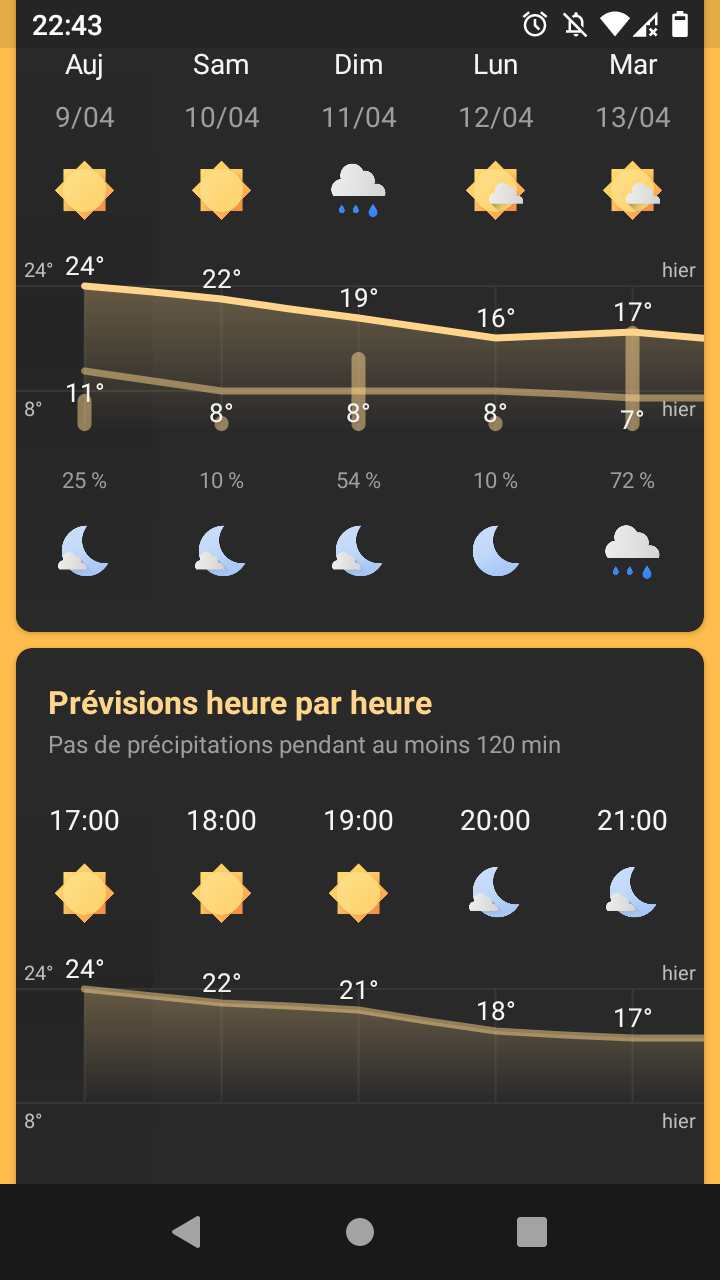 22:43
Auj Sam Dim Lun Mar
9/04 10/04 11/04 12/04 13/04
24° 24° 22° 19° 16° 17° hier
8° 11° 8° 8° 8° 7° hier
25 % 10 % 54 % 10 % 72 %
Prévisions heure par heure
Pas de précipitations pendant au moins 120 min
17:00 18:00 19:00 20:00 21:00
24° 24° 22° 21° 18° 17° hier
8° hier